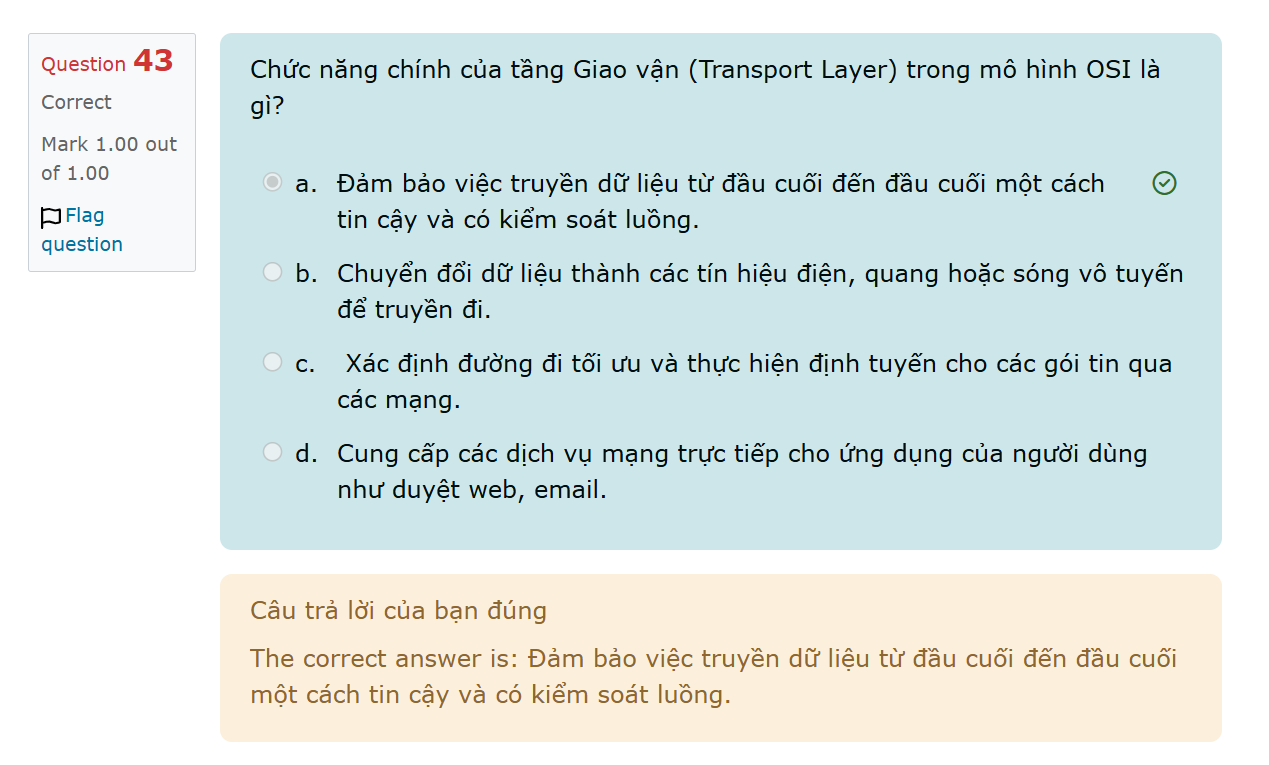 Question 43
Correct
Mark 1.00 out
of 1.00
Flag
question
Chức năng chính của tầng Giao vận (Transport Layer) trong mô hình OSI là
gì?
a. Đảm bảo việc truyền dữ liệu từ đầu cuối đến đầu cuối một cách
tin cậy và có kiểm soát luồng.
b. Chuyển đổi dữ liệu thành các tín hiệu điện, quang hoặc sóng vô tuyến
để truyền đi.
c. Xác định đường đi tối ưu và thực hiện định tuyến cho các gói tin qua
các mạng.
d. Cung cấp các dịch vụ mạng trực tiếp cho ứng dụng của người dùng
như duyệt web, email.
Câu trả lời của bạn đúng
The correct answer is: Đảm bảo việc truyền dữ liệu từ đầu cuối đến đầu cuối
một cách tin cậy và có kiểm soát luồng.